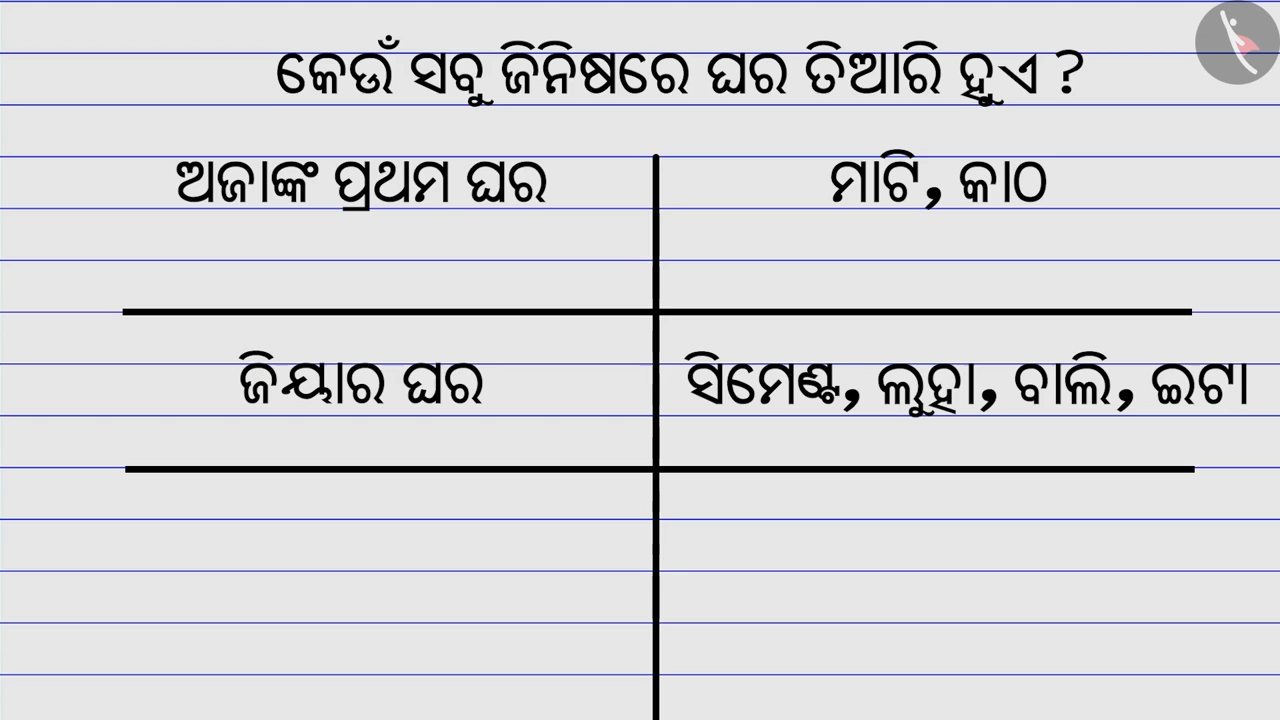 କେଉଁ ସବୁ ଜିନିଷରେ ଘର ତିଆରି ହୁଏ ?
ଅଜାଙ୍କ ପ୍ରଥମ ଘର
ମାଟି, କାଠ
ଜିୟାର ଘର
ସିମେଣ୍ଟ, ଲୁହା, ବାଲି, ଇଟା